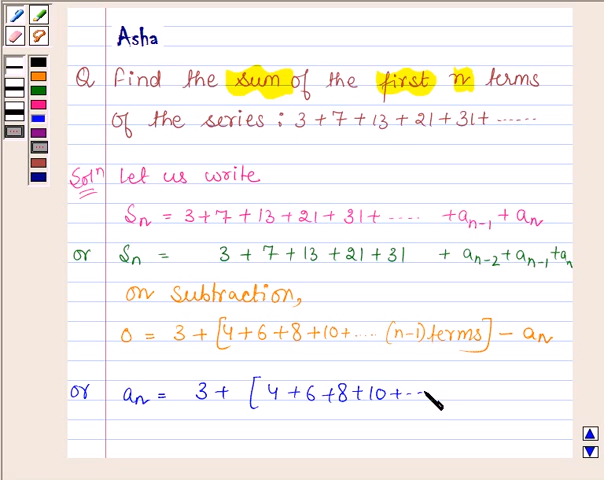 Asha
Q Find the sum of the first n terms
of the series : 3 + 7 + 13 + 21 + 31 + ......
Solⁿ Let us write
Sₙ = 3 + 7 + 13 + 21 + 31 + ..... + aₙ₋₁ + aₙ
or Sₙ = 3 + 7 + 13 + 21 + 31 + aₙ₋₂ + aₙ₋₁ + aₙ
on subtraction,
0 = 3 + [4 + 6 + 8 + 10 + ..... (n-1) terms] - aₙ
or aₙ = 3 + [4 + 6 + 8 + 10 + ...